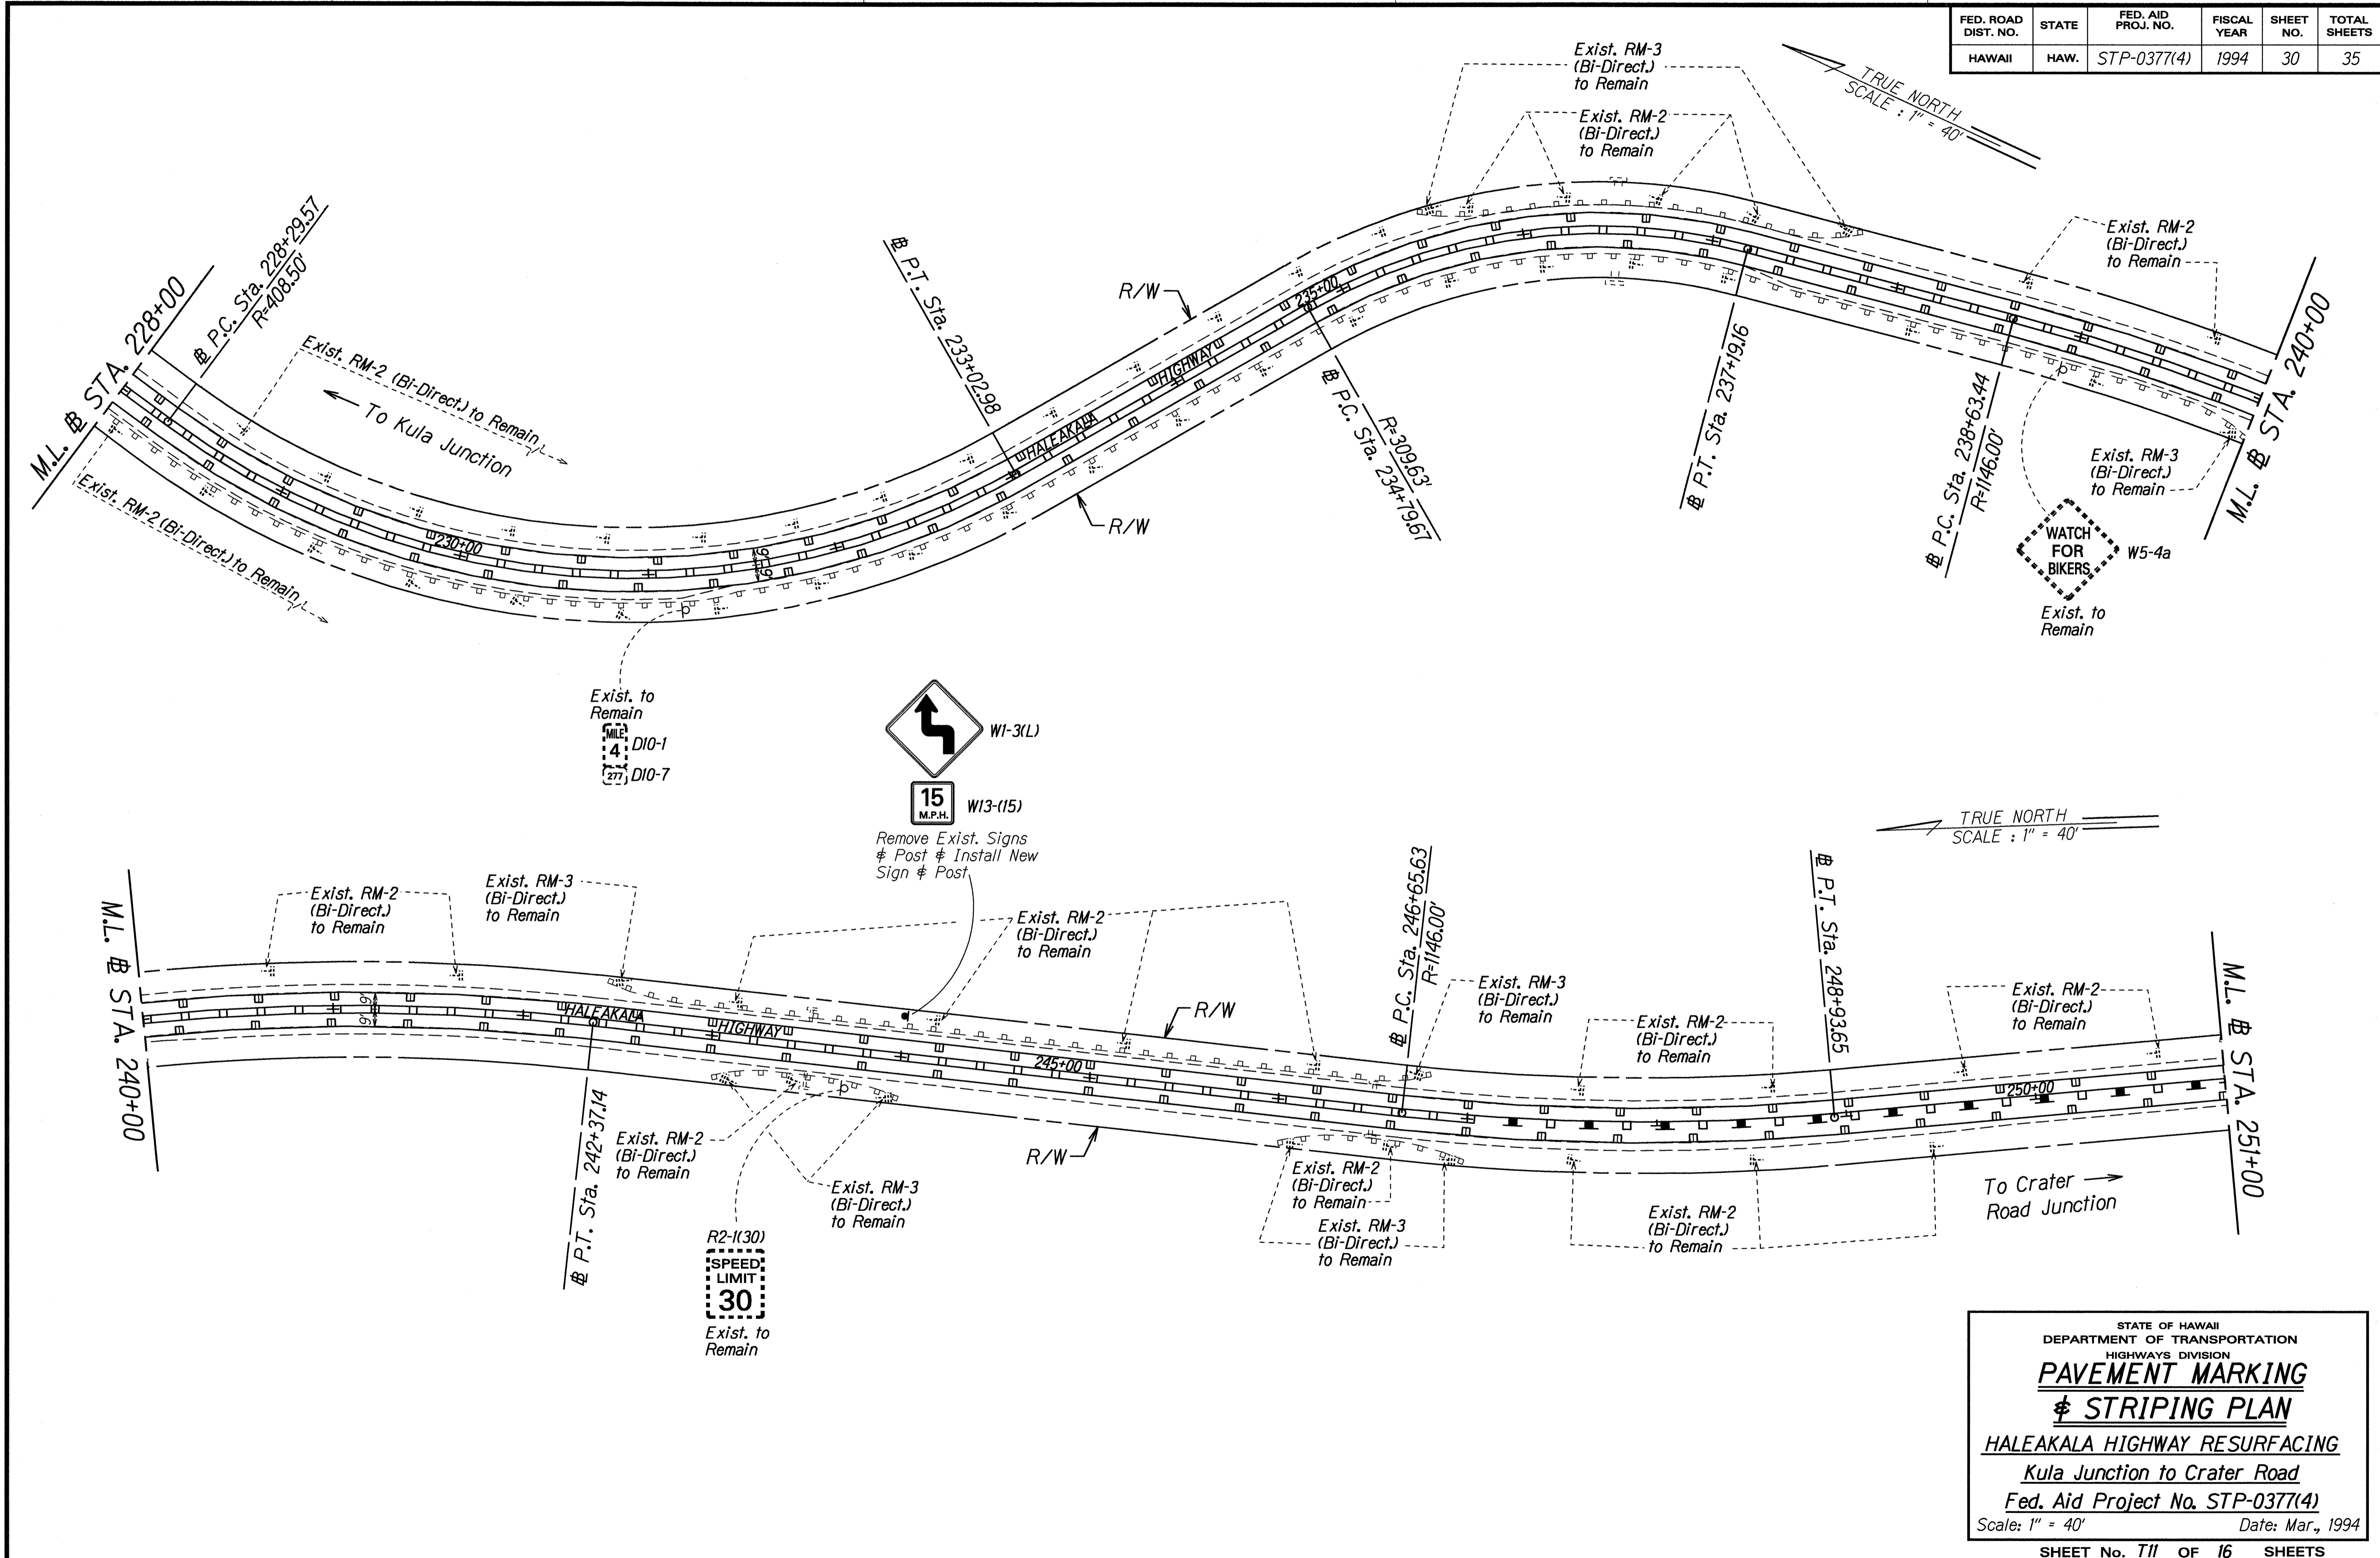 FED. ROAD DIST. NO.
STATE
FED. AID PROJ. NO.
FISCAL YEAR
SHEET NO.
TOTAL SHEETS
HAWAII
HAW.
STP-0377(4)
1994
30
35
TRUE NORTH
SCALE : 1" = 40'
Exist. RM-3
(Bi-Direct.)
to Remain
Exist. RM-2
(Bi-Direct.)
to Remain
Exist. RM-2
(Bi-Direct.)
to Remain
M.L. ⅊ STA. 228+00
⅊ P.C. Sta. 228+29.57
R=408.50'
Exist. RM-2 (Bi-Direct.) to Remain
To Kula Junction
Exist. RM-2 (Bi-Direct.) to Remain
230+00
9'
9'
⅊ P.T. Sta. 233+02.98
R/W
R/W
HALEAKALA
HIGHWAY
235+00
R=309.63'
⅊ P.C. Sta. 234+79.67
⅊ P.T. Sta. 237+19.16
⅊ P.C. Sta. 238+63.44
R=1146.00'
Exist. RM-3
(Bi-Direct.)
to Remain
M.L. ⅊ STA. 240+00
WATCH
FOR
BIKERS
W5-4a
Exist. to
Remain
Exist. to
Remain
MILE
4
D10-1
277
D10-7
W1-3(L)
15
M.P.H.
W13-(15)
Remove Exist. Signs
& Post & Install New
Sign & Post
TRUE NORTH
SCALE : 1" = 40'
M.L. ⅊ STA. 240+00
Exist. RM-2
(Bi-Direct.)
to Remain
Exist. RM-3
(Bi-Direct.)
to Remain
9'
9'
HALEAKALA
HIGHWAY
Exist. RM-2
(Bi-Direct.)
to Remain
245+00
R/W
R/W
⅊ P.T. Sta. 242+37.14
Exist. RM-2
(Bi-Direct.)
to Remain
Exist. RM-3
(Bi-Direct.)
to Remain
R2-1(30)
SPEED
LIMIT
30
Exist. to
Remain
⅊ P.C. Sta. 246+65.63
R=1146.00'
Exist. RM-3
(Bi-Direct.)
to Remain
Exist. RM-2
(Bi-Direct.)
to Remain
⅊ P.T. Sta. 248+93.65
Exist. RM-2
(Bi-Direct.)
to Remain
250+00
M.L. ⅊ STA. 251+00
Exist. RM-2
(Bi-Direct.)
to Remain
Exist. RM-3
(Bi-Direct.)
to Remain
Exist. RM-2
(Bi-Direct.)
to Remain
To Crater
Road Junction
STATE OF HAWAII
DEPARTMENT OF TRANSPORTATION
HIGHWAYS DIVISION
PAVEMENT MARKING
& STRIPING PLAN
HALEAKALA HIGHWAY RESURFACING
Kula Junction to Crater Road
Fed. Aid Project No. STP-0377(4)
Scale: 1" = 40' Date: Mar., 1994
SHEET No. T11 OF 16 SHEETS